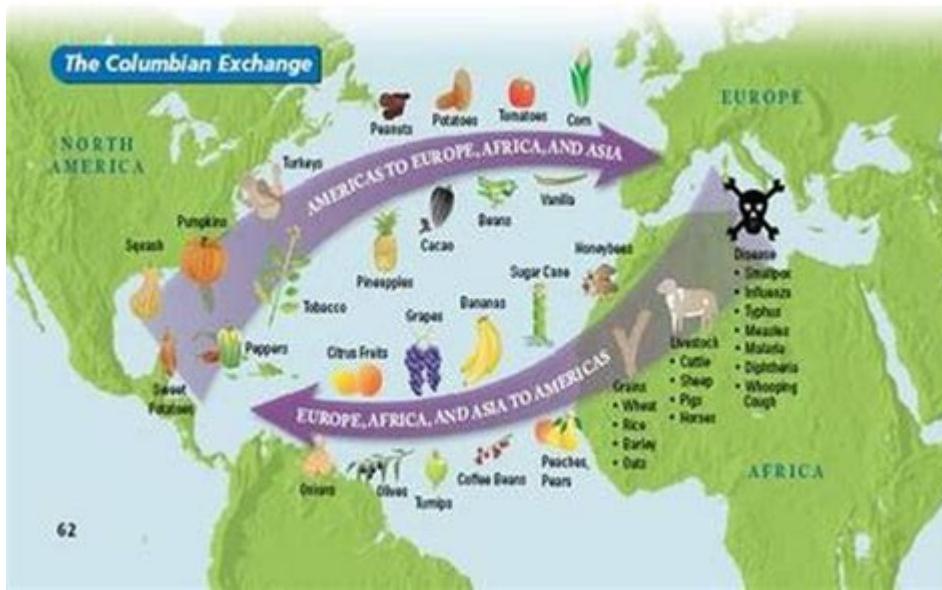 The Columbian Exchange
NORTH
AMERICA
EUROPE
AFRICA
Peanuts
Potatoes
Tomatoes
Corn
Turkeys
AMERICAS TO EUROPE, AFRICA, AND ASIA
Pumpkins
Squash
Cacao
Beans
Vanilla
Pineapples
Tobacco
Peppers
Sweet
Potatoes
Honeybees
Sugar Cane
Bananas
Grapes
Citrus Fruits
EUROPE, AFRICA, AND ASIA TO AMERICAS
Onions
Olives
Turnips
Coffee Beans
Peaches,
Pears
Grains
• Wheat
• Rice
• Barley
• Oats
Livestock
• Cattle
• Sheep
• Pigs
• Horses
Disease
• Smallpox
• Influenza
• Typhus
• Measles
• Malaria
• Diphtheria
• Whooping
Cough
62